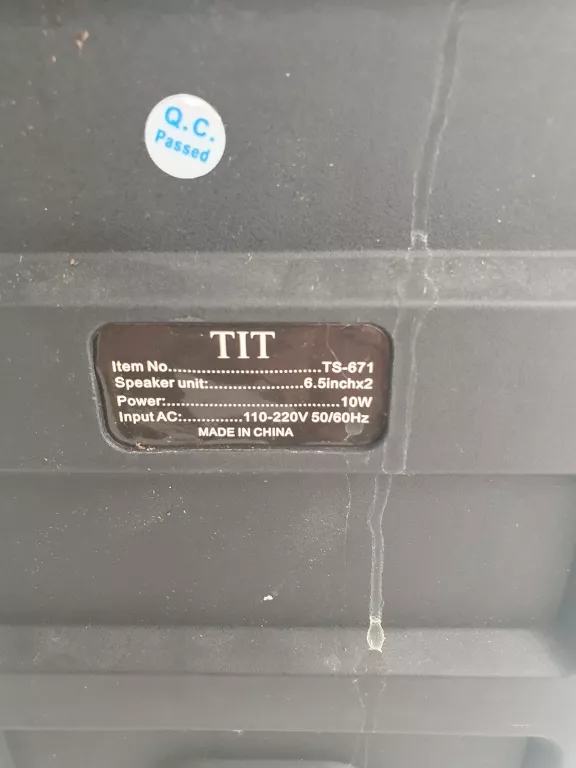 Q.C.
Passed
TIT
Item No................................TS-671
Speaker unit:....................6.5inchx2
Power:.....................................10W
Input AC:.............110-220V 50/60Hz
MADE IN CHINA